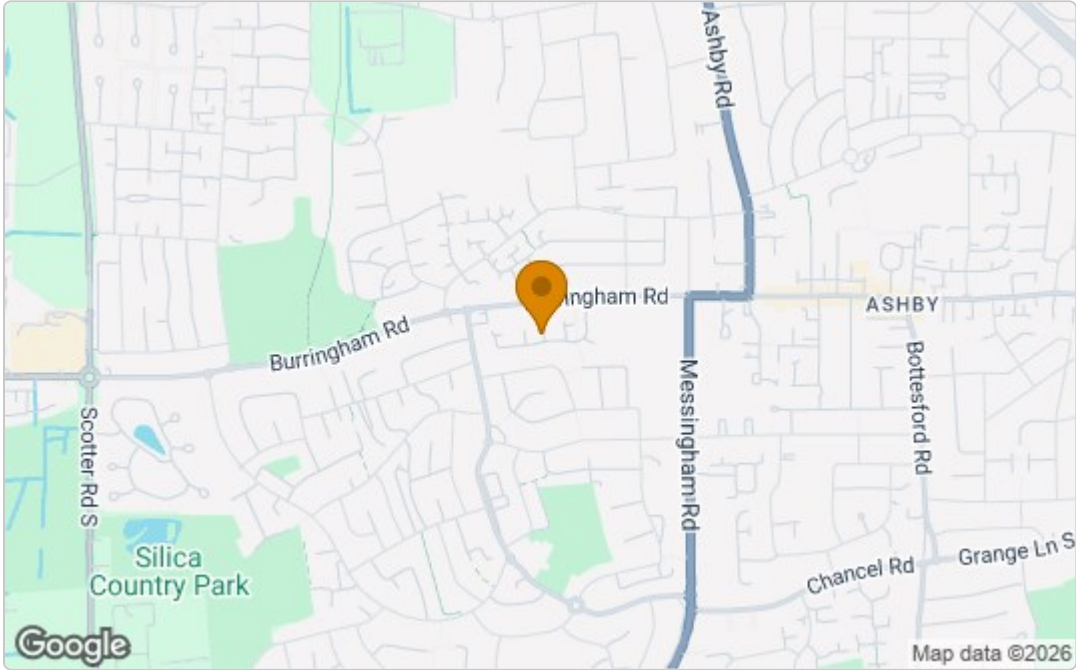 Ashby Rd
Burringham Rd
ingham Rd
ASHBY
Messingham Rd
Bottesford Rd
Scotter Rd S
Silica
Country Park
Chancel Rd
Grange Ln S
Google
Map data ©2026